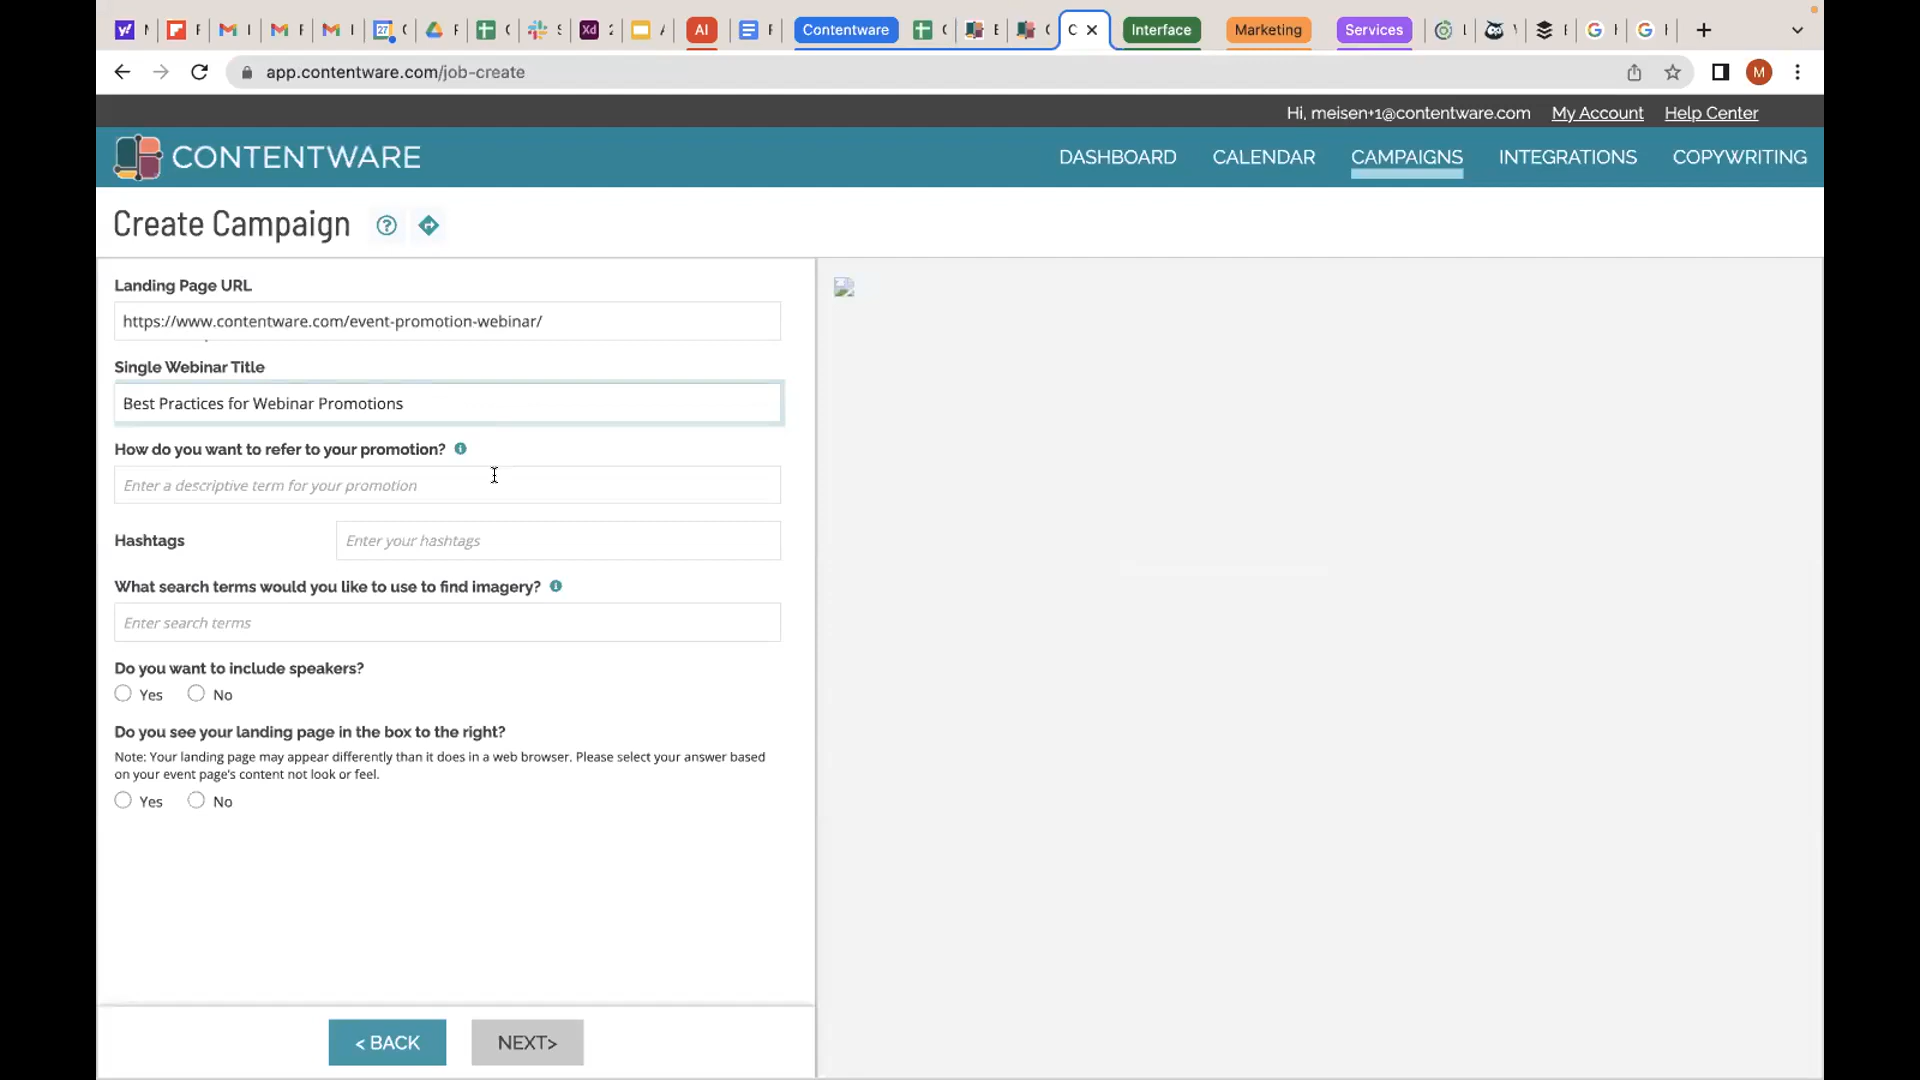 AI
Contentware
Interface
Marketing
Services
app.contentware.com/job-create
M
Hi, meisen+1@contentware.com My Account Help Center
CONTENTWARE
DASHBOARD CALENDAR CAMPAIGNS INTEGRATIONS COPYWRITING
Create Campaign
Landing Page URL
https://www.contentware.com/event-promotion-webinar/
Single Webinar Title
Best Practices for Webinar Promotions
How do you want to refer to your promotion?
Enter a descriptive term for your promotion
Hashtags Enter your hashtags
What search terms would you like to use to find imagery?
Enter search terms
Do you want to include speakers?
Yes No
Do you see your landing page in the box to the right?
Note: Your landing page may appear differently than it does in a web browser. Please select your answer based
on your event page's content not look or feel.
Yes No
< BACK NEXT>